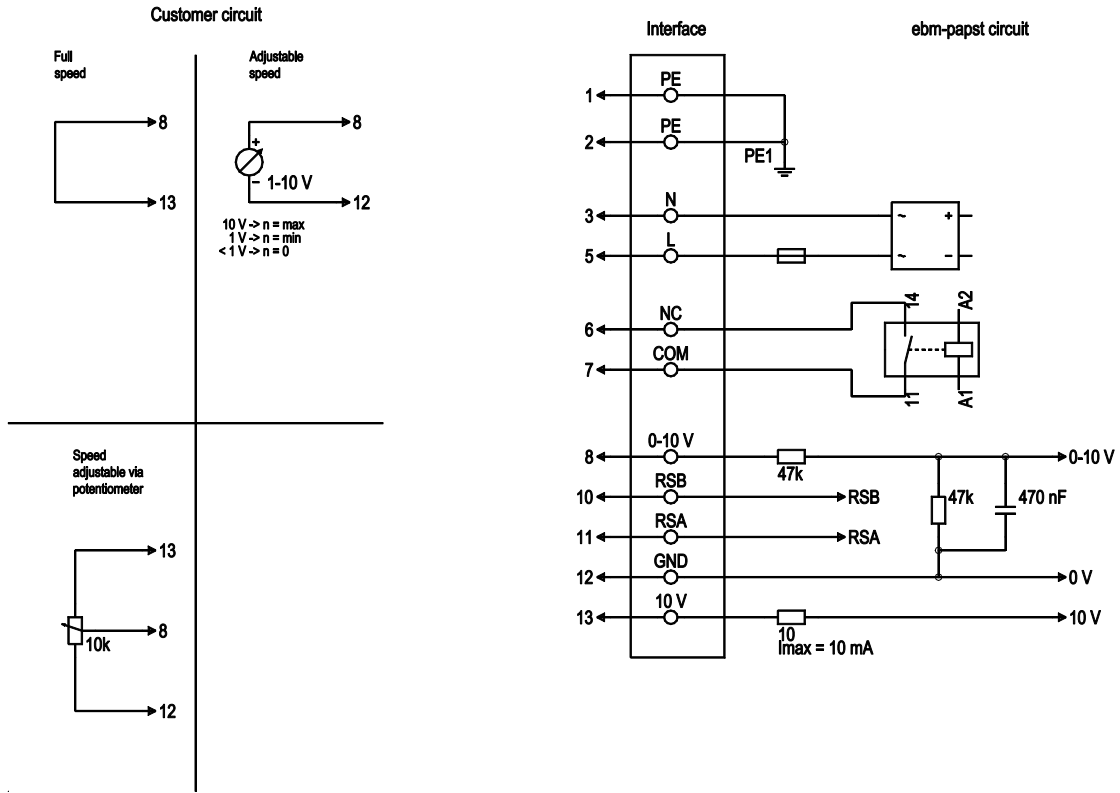 Customer circuit
Full
speed
8
13
Adjustable
speed
8
+
–
1-10 V
12
10 V -> n = max
1 V -> n = min
< 1 V -> n = 0
Speed
adjustable via
potentiometer
13
8
10k
12
Interface
ebm-papst circuit
1
PE
2
PE
PE1
3
N
~
+
5
L
~
–
14
A2
6
NC
7
COM
11
A1
8
0-10 V
47k
0-10 V
10
RSB
RSB
47k
470 nF
11
RSA
RSA
12
GND
0 V
13
10 V
10
10 V
Imax = 10 mA